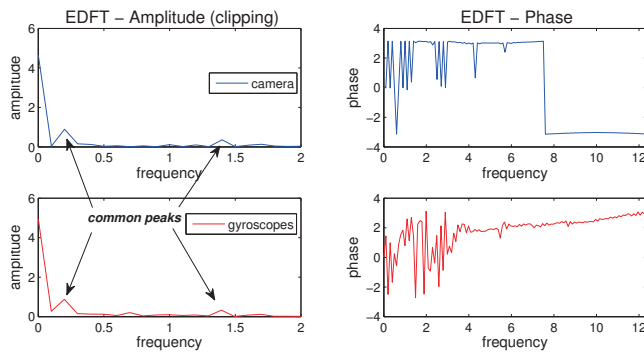 EDFT − Amplitude (clipping)
6
4
2
0
amplitude
camera
0 0.5 1 1.5 2
frequency
EDFT − Phase
4
2
0
−2
−4
phase
0 2 4 6 8 10 12
frequency
common peaks
6
4
2
0
amplitude
gyroscopes
0 0.5 1 1.5 2
frequency
4
2
0
−2
−4
phase
0 2 4 6 8 10 12
frequency